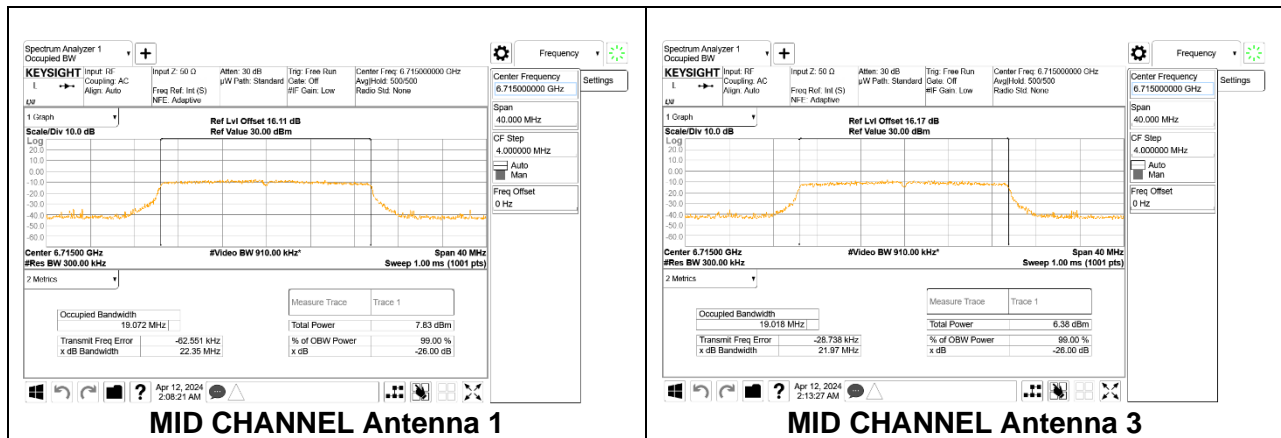 Spectrum Analyzer 1
Occupied BW
Frequency
KEYSIGHT
Input: RF
Coupling: AC
Align: Auto
Input Z: 50 Ω
Freq Ref: Int (S)
NFE: Adaptive
Atten: 30 dB
µW Path: Standard
Trig: Free Run
Gate: Off
#IF Gain: Low
Center Freq: 6.715000000 GHz
Avg|Hold: 500/500
Radio Std: None
Center Frequency
6.715000000 GHz
Settings
Span
40.000 MHz
CF Step
4.000000 MHz
Auto
Man
Freq Offset
0 Hz
1 Graph
Scale/Div 10.0 dB
Ref Lvl Offset 16.11 dB
Ref Value 30.00 dBm
Log
20.0
10.0
0.00
-10.0
-20.0
-30.0
-40.0
-50.0
-60.0
Center 6.71500 GHz
#Video BW 910.00 kHz*
Span 40 MHz
#Res BW 300.00 kHz
Sweep 1.00 ms (1001 pts)
2 Metrics
Measure Trace
Trace 1
Occupied Bandwidth
19.072 MHz
Total Power
7.83 dBm
Transmit Freq Error
-62.551 kHz
% of OBW Power
99.00 %
x dB Bandwidth
22.35 MHz
x dB
-26.00 dB
Apr 12, 2024
2:08:21 AM
MID CHANNEL Antenna 1
Spectrum Analyzer 1
Occupied BW
Frequency
KEYSIGHT
Input: RF
Coupling: AC
Align: Auto
Input Z: 50 Ω
Freq Ref: Int (S)
NFE: Adaptive
Atten: 30 dB
µW Path: Standard
Trig: Free Run
Gate: Off
#IF Gain: Low
Center Freq: 6.715000000 GHz
Avg|Hold: 500/500
Radio Std: None
Center Frequency
6.715000000 GHz
Settings
Span
40.000 MHz
CF Step
4.000000 MHz
Auto
Man
Freq Offset
0 Hz
1 Graph
Scale/Div 10.0 dB
Ref Lvl Offset 16.17 dB
Ref Value 30.00 dBm
Log
20.0
10.0
0.00
-10.0
-20.0
-30.0
-40.0
-50.0
-60.0
Center 6.71500 GHz
#Video BW 910.00 kHz*
Span 40 MHz
#Res BW 300.00 kHz
Sweep 1.00 ms (1001 pts)
2 Metrics
Measure Trace
Trace 1
Occupied Bandwidth
19.018 MHz
Total Power
6.38 dBm
Transmit Freq Error
-28.738 kHz
% of OBW Power
99.00 %
x dB Bandwidth
21.97 MHz
x dB
-26.00 dB
Apr 12, 2024
2:13:27 AM
MID CHANNEL Antenna 3